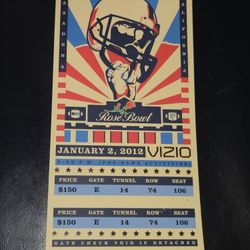 PASADENA
CALIFORNIA
Rose Bowl
JANUARY 2, 2012 VIZIO
PRICE GATE TUNNEL ROW SEAT
$150 E 14 74 106
PRICE GATE TUNNEL ROW SEAT
$150 E 14 74 106
GATE CHECK VOID IF DETACHED